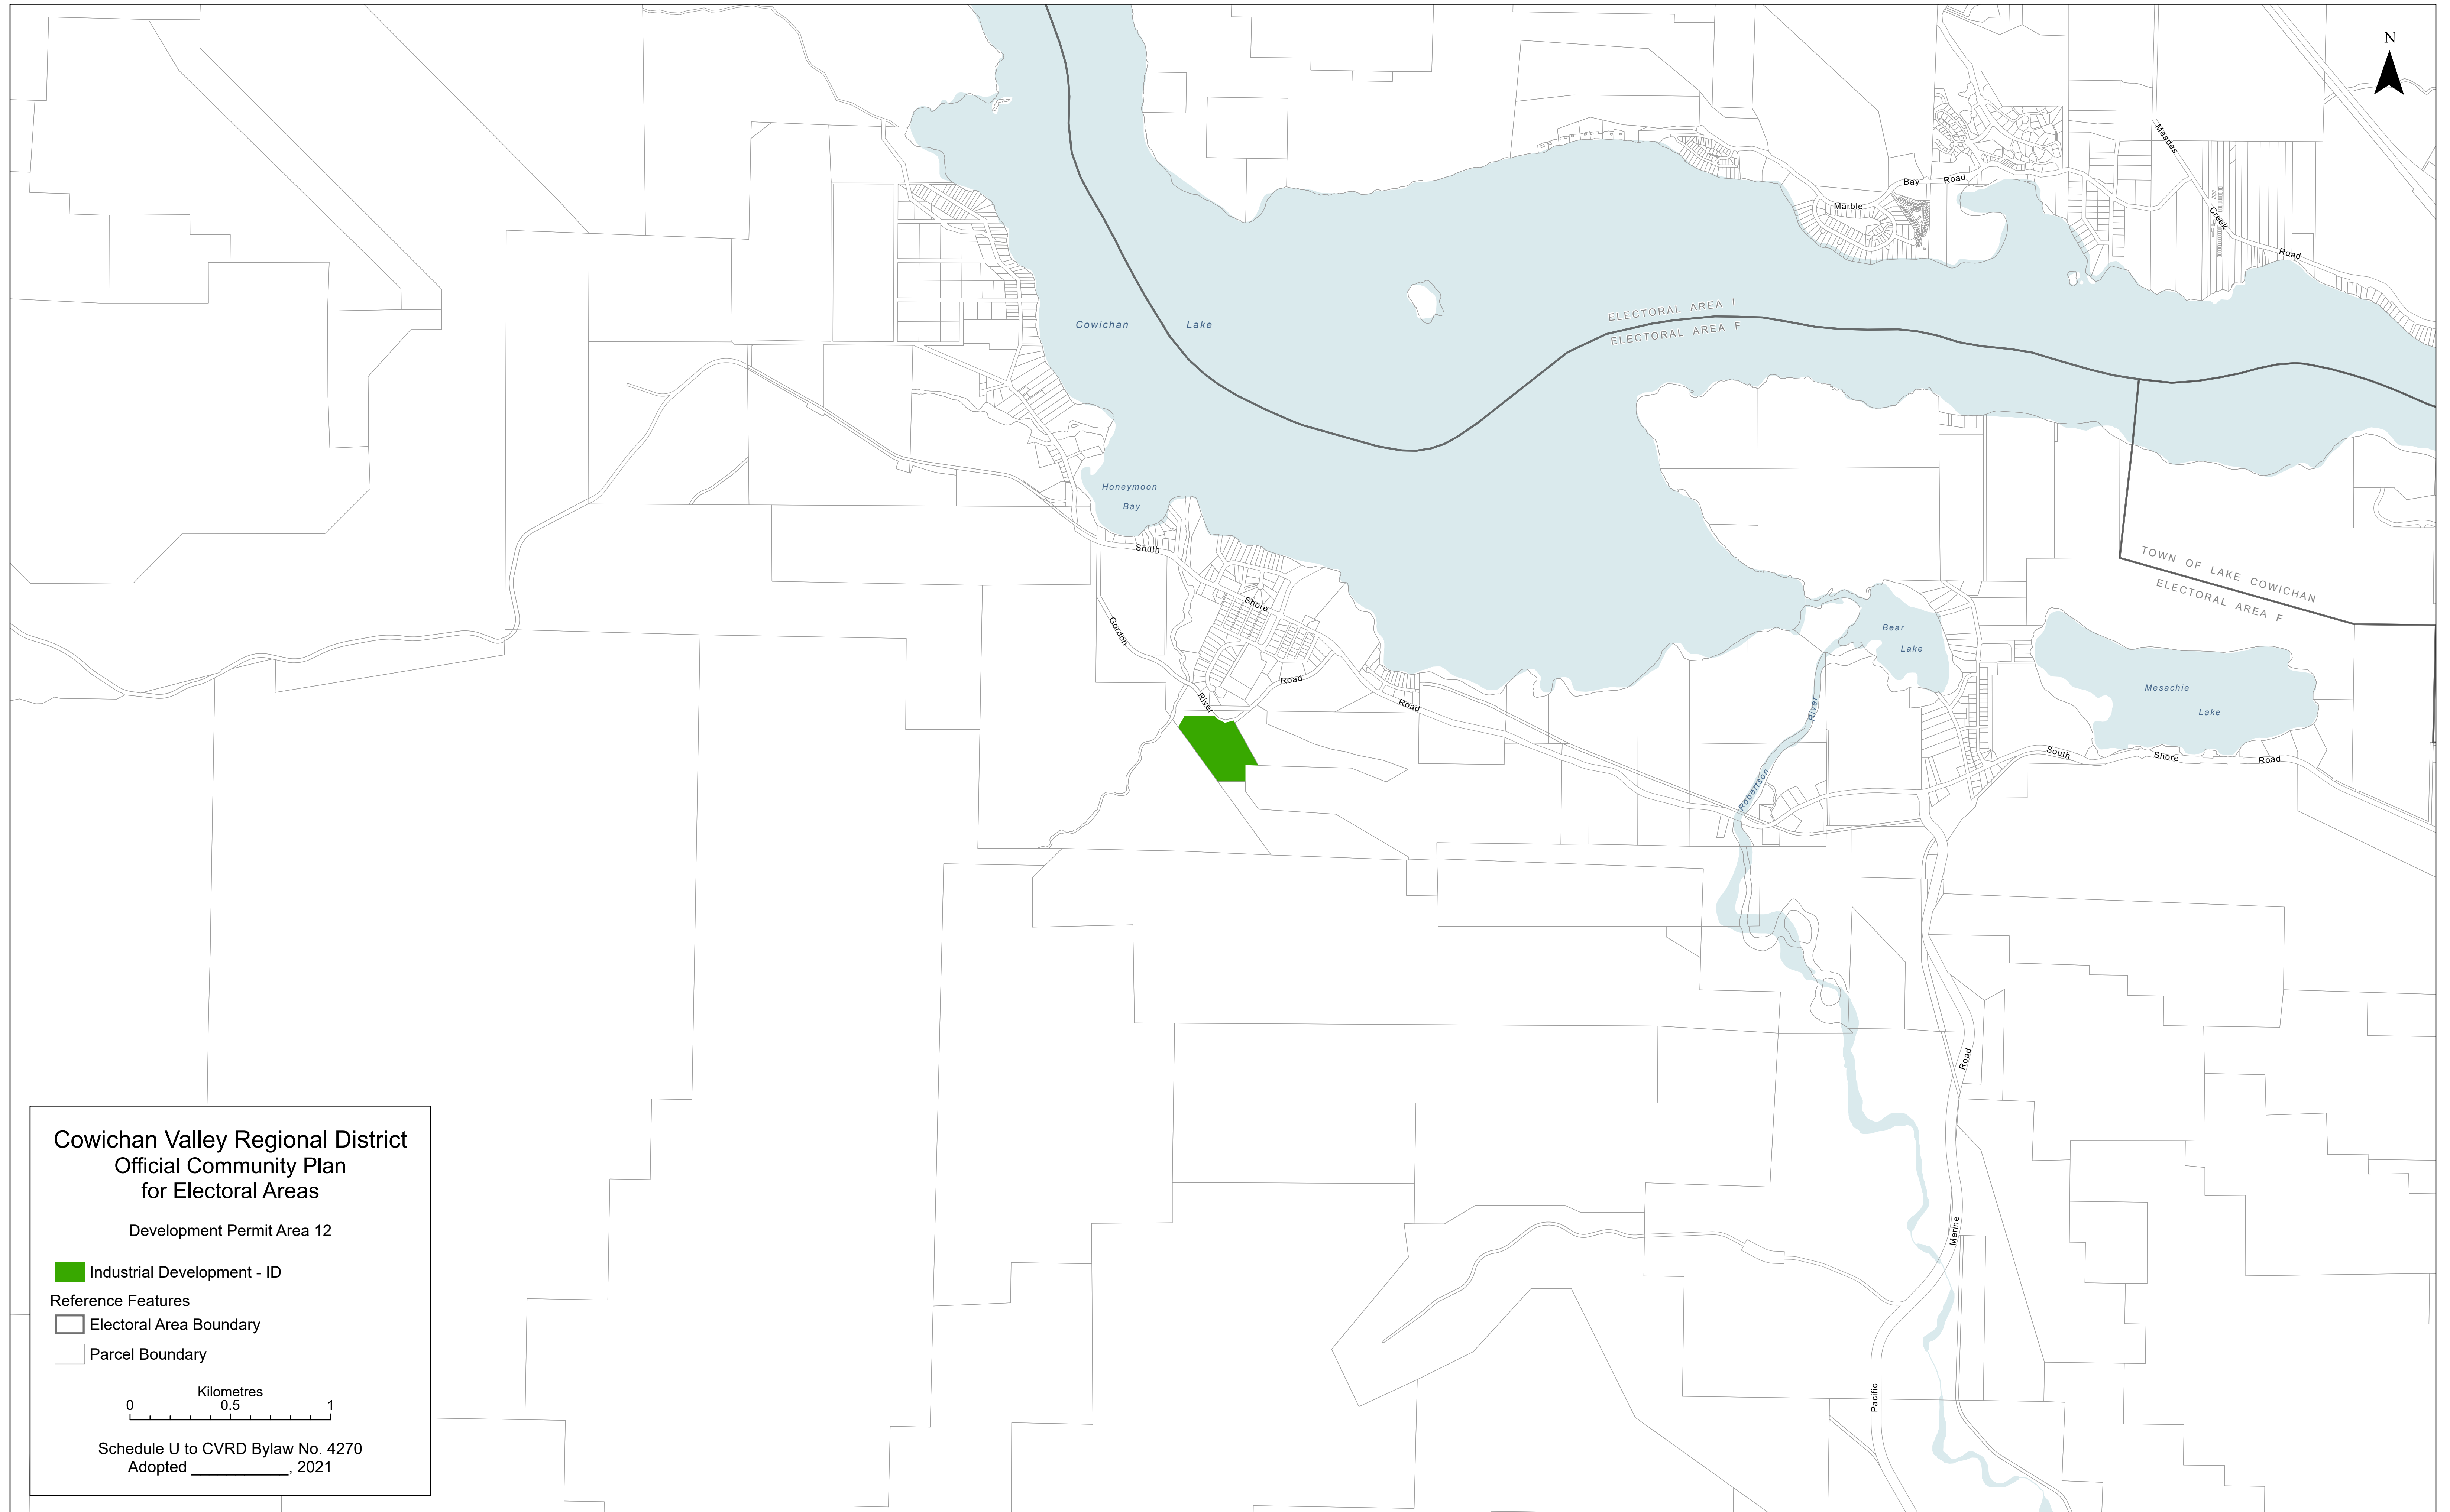 N
Meades
Creek
Road
Bay Road
Marble
ELECTORAL AREA I
ELECTORAL AREA F
Cowichan Lake
Honeymoon
Bay
South
Shore
Road
Gordon
River
Road
TOWN OF LAKE COWICHAN
ELECTORAL AREA F
Bear
Lake
Mesachie
Lake
River
Robertson
South Shore Road
Road
Marine
Pacific
Cowichan Valley Regional District
Official Community Plan
for Electoral Areas
Development Permit Area 12
Industrial Development - ID
Reference Features
Electoral Area Boundary
Parcel Boundary
Kilometres
0 0.5 1
Schedule U to CVRD Bylaw No. 4270
Adopted ____________, 2021